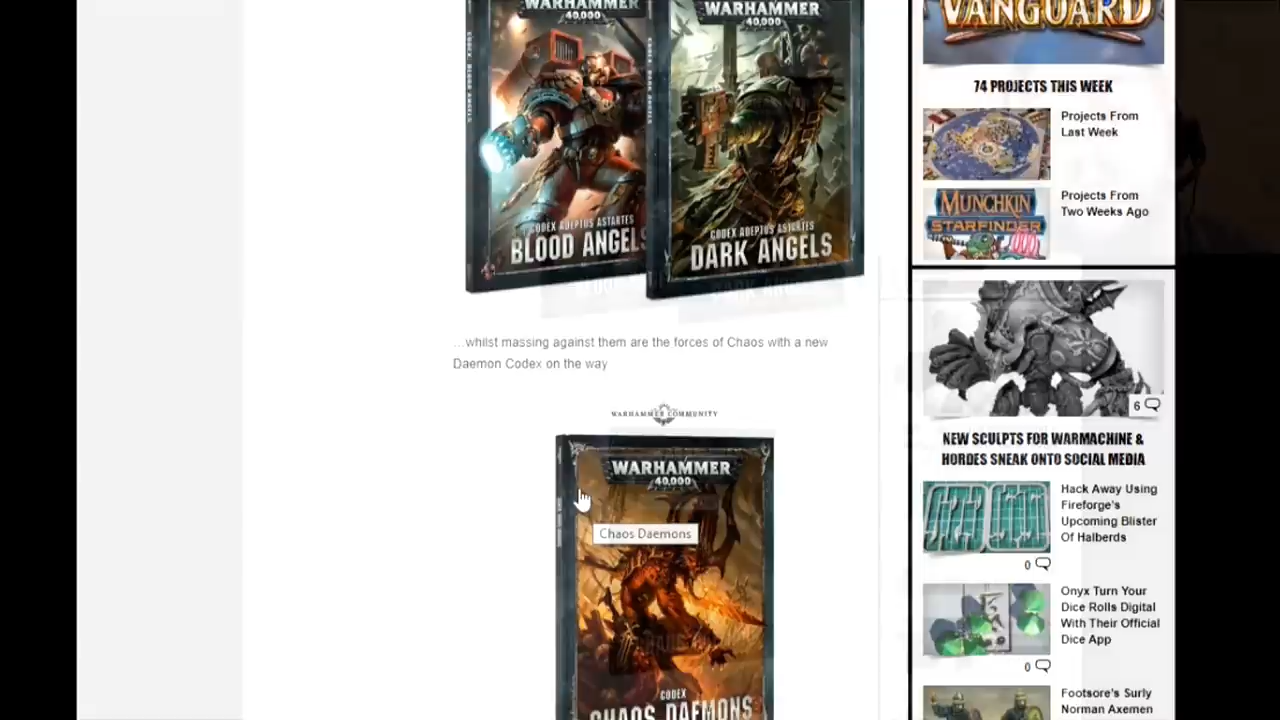 WARHAMMER
40,000
WARHAMMER
40,000
CODEX ADEPTUS ASTARTES
BLOOD ANGELS
CODEX ADEPTUS ASTARTES
DARK ANGELS
...whilst massing against them are the forces of Chaos with a new
Daemon Codex on the way
WARHAMMER COMMUNITY
WARHAMMER
40,000
Chaos Daemons
CODEX
CHAOS DAEMONS
VANGUARD
74 PROJECTS THIS WEEK
Projects From
Last Week
MUNCHKIN
STARFINDER
Projects From
Two Weeks Ago
6
NEW SCULPTS FOR WARMACHINE &
HORDES SNEAK ONTO SOCIAL MEDIA
Hack Away Using
Fireforge's
Upcoming Blister
Of Halberds
0
Onyx Turn Your
Dice Rolls Digital
With Their Official
Dice App
0
Footsore's Surly
Norman Axemen